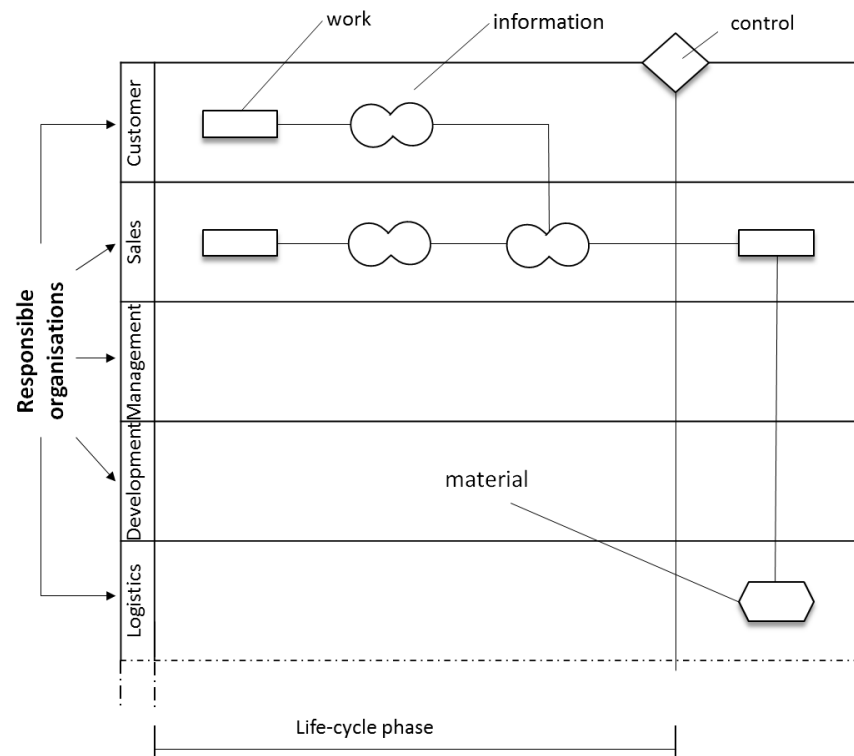 work
information
control
Customer
Sales
Management
Development
Logistics
Responsible
organisations
material
Life-cycle phase